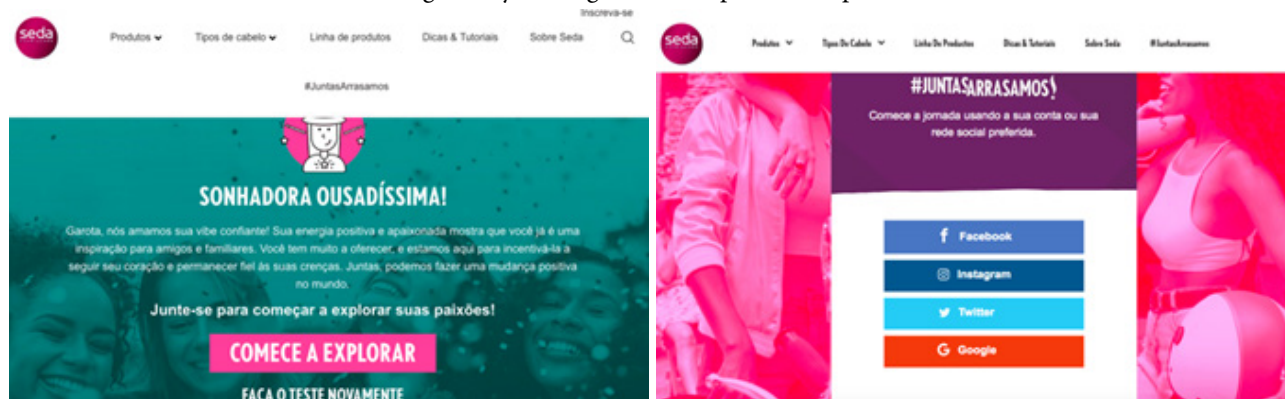 Inscreva-se
seda
Produtos
Tipos de cabelo
Linha de produtos
Dicas & Tutoriais
Sobre Seda
#JuntasArrasamos
SONHADORA OUSADÍSSIMA!
Garota, nós amamos sua vibe confiante! Sua energia positiva e apaixonada mostra que você já é uma
inspiração para amigos e familiares. Você tem muito a oferecer, e estamos aqui para incentivá-la a
seguir seu coração e permanecer fiel às suas crenças. Juntas, podemos fazer uma mudança positiva
no mundo.
Junte-se para começar a explorar suas paixões!
COMECE A EXPLORAR
FAÇA O TESTE NOVAMENTE
seda
Produtos
Tipos De Cabelo
Linha De Productos
Dicas & Tutoriais
Sobre Seda
#JuntasArrasamos
#JUNTASARRASAMOS!
Comece a jornada usando a sua conta ou sua
rede social preferida.
Facebook
Instagram
Twitter
Google